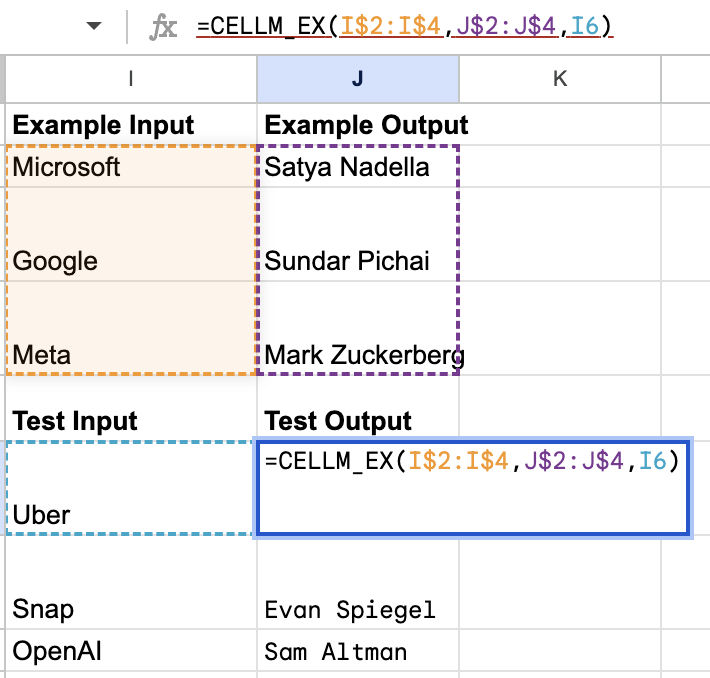 fx =CELLM_EX(I$2:I$4,J$2:J$4,I6)
I J K
Example Input Example Output
Microsoft Satya Nadella
Google Sundar Pichai
Meta Mark Zuckerberg
Test Input Test Output
=CELLM_EX(I$2:I$4,J$2:J$4,I6)
Uber
Snap Evan Spiegel
OpenAI Sam Altman